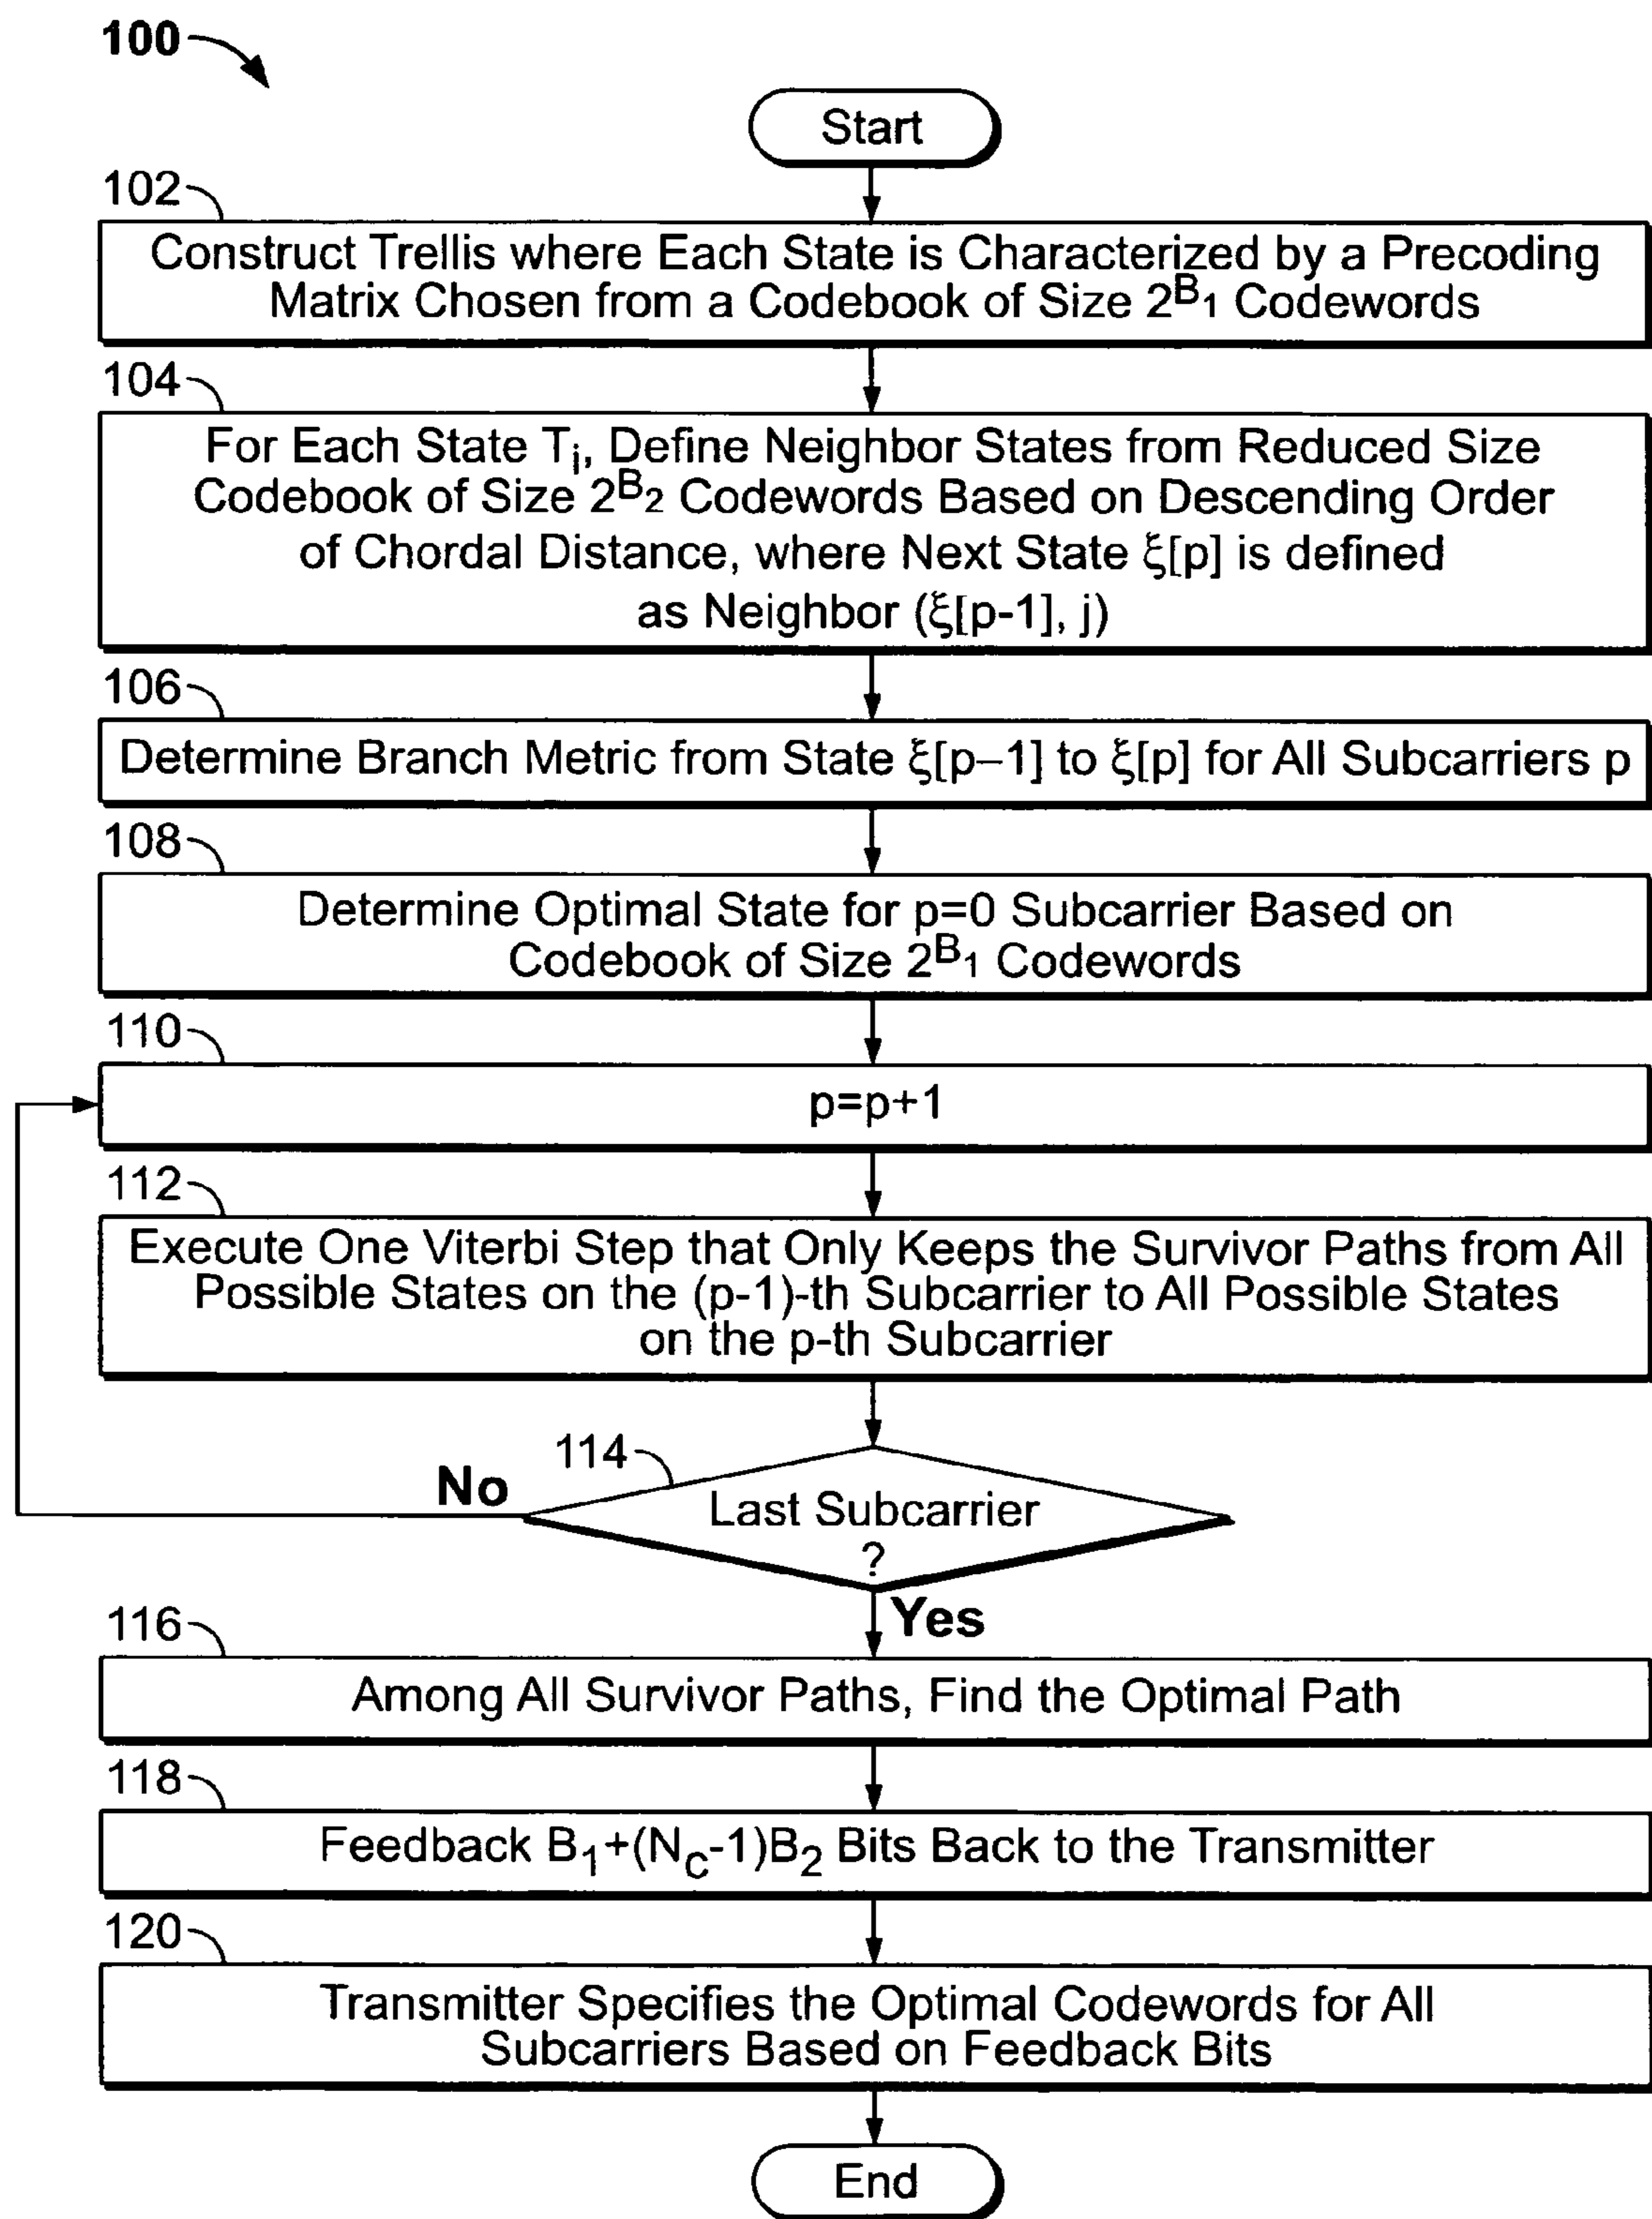 100
Start
102
Construct Trellis where Each State is Characterized by a Precoding
Matrix Chosen from a Codebook of Size 2^B1 Codewords
104
For Each State Ti, Define Neighbor States from Reduced Size
Codebook of Size 2^B2 Codewords Based on Descending Order
of Chordal Distance, where Next State ξ[p] is defined
as Neighbor (ξ[p-1], j)
106
Determine Branch Metric from State ξ[p–1] to ξ[p] for All Subcarriers p
108
Determine Optimal State for p=0 Subcarrier Based on
Codebook of Size 2^B1 Codewords
110
p=p+1
112
Execute One Viterbi Step that Only Keeps the Survivor Paths from All
Possible States on the (p-1)-th Subcarrier to All Possible States
on the p-th Subcarrier
114
No
Last Subcarrier
?
Yes
116
Among All Survivor Paths, Find the Optimal Path
118
Feedback B1+(NC-1)B2 Bits Back to the Transmitter
120
Transmitter Specifies the Optimal Codewords for All
Subcarriers Based on Feedback Bits
End